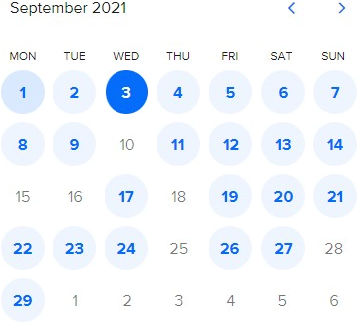 September 2021
MON TUE WED THU FRI SAT SUN
1 2 3 4 5 6 7
8 9 10 11 12 13 14
15 16 17 18 19 20 21
22 23 24 25 26 27 28
29 1 2 3 4 5 6